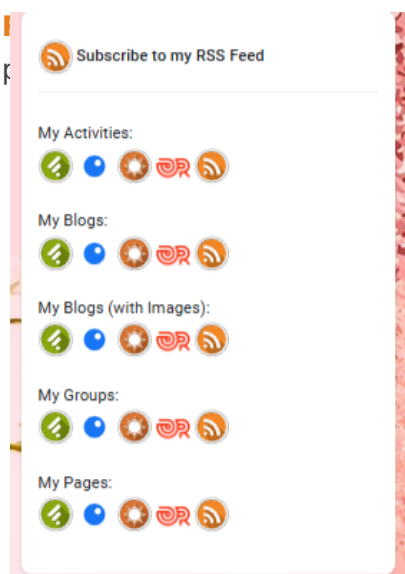 Subscribe to my RSS Feed
My Activities:
My Blogs:
My Blogs (with Images):
My Groups:
My Pages: